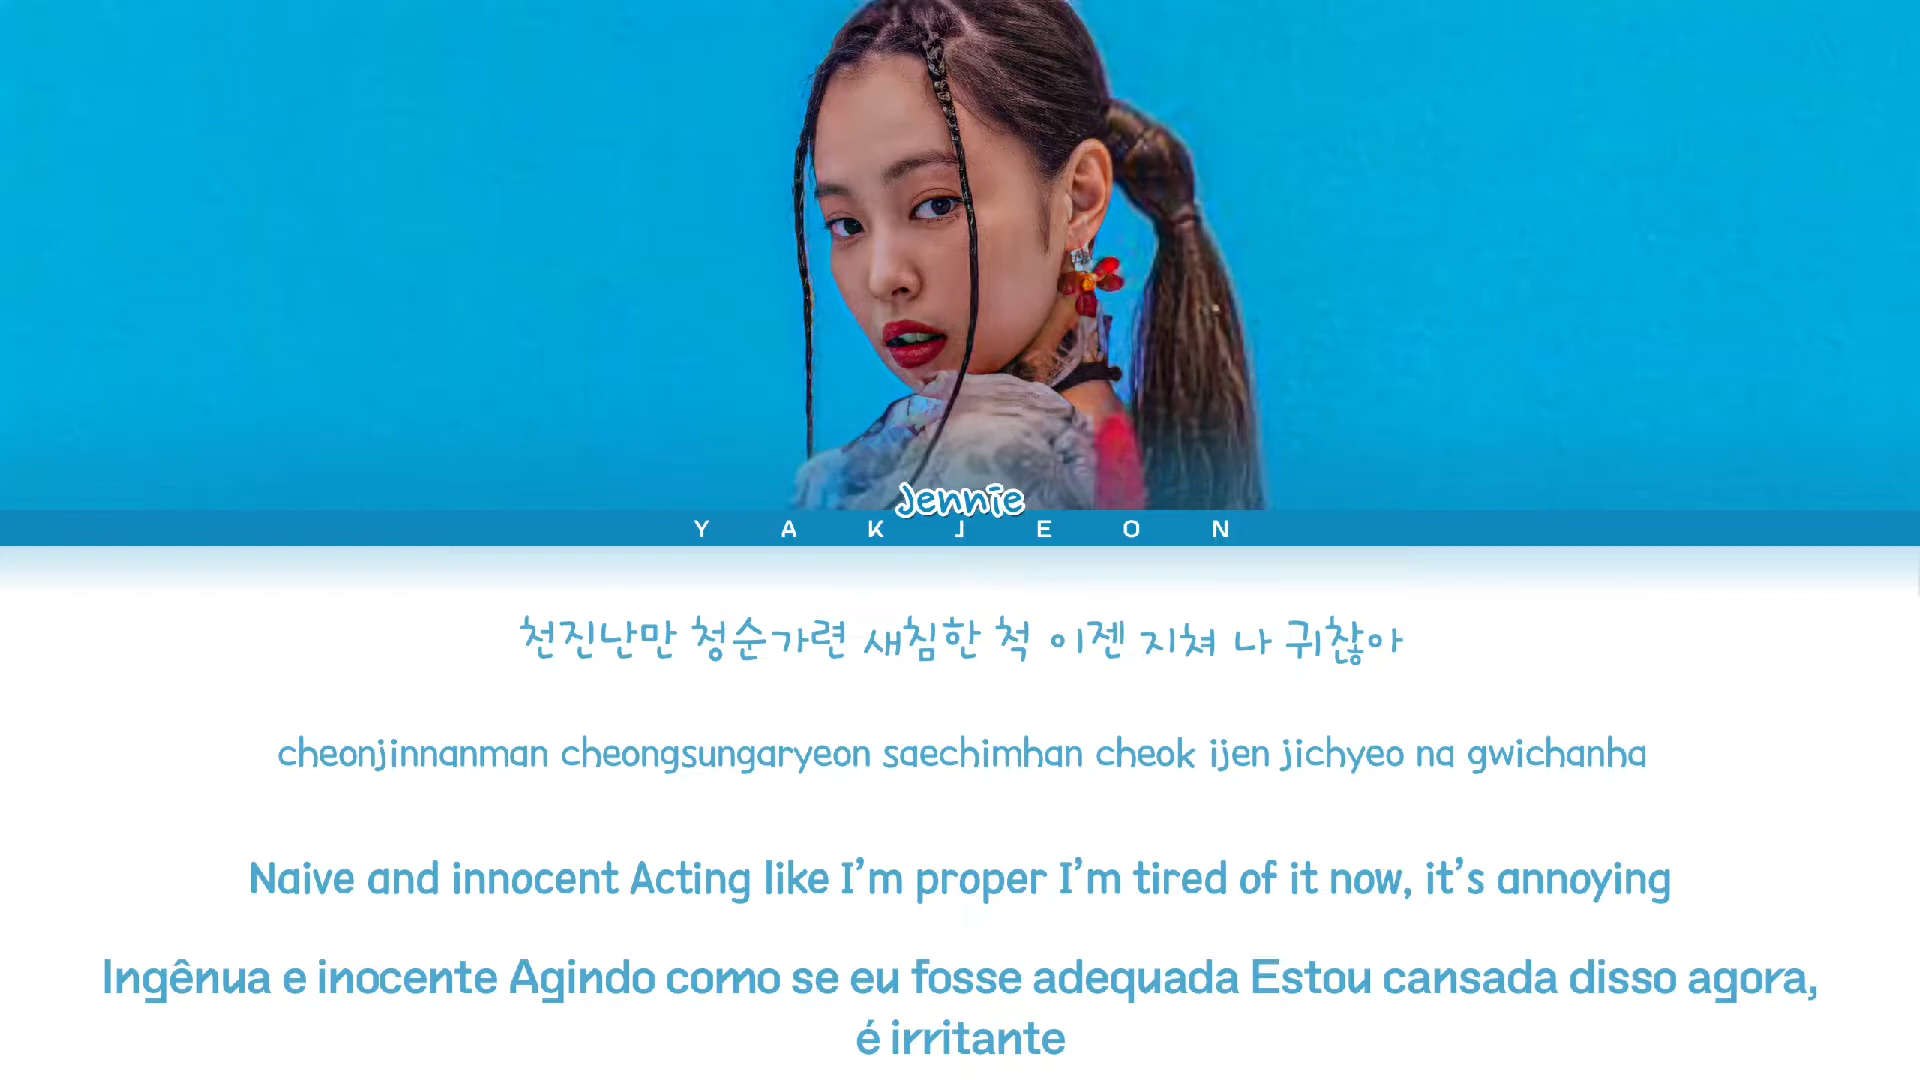 Jennie
YAKJEON
천진난만 청순가련 새침한 척 이젠 지쳐 나 귀찮아
cheonjinnanman cheongsungaryeon saechimhan cheok ijen jichyeo na gwichanha
Naive and innocent Acting like I’m proper I’m tired of it now, it’s annoying
Ingênua e inocente Agindo como se eu fosse adequada Estou cansada disso agora,
é irritante